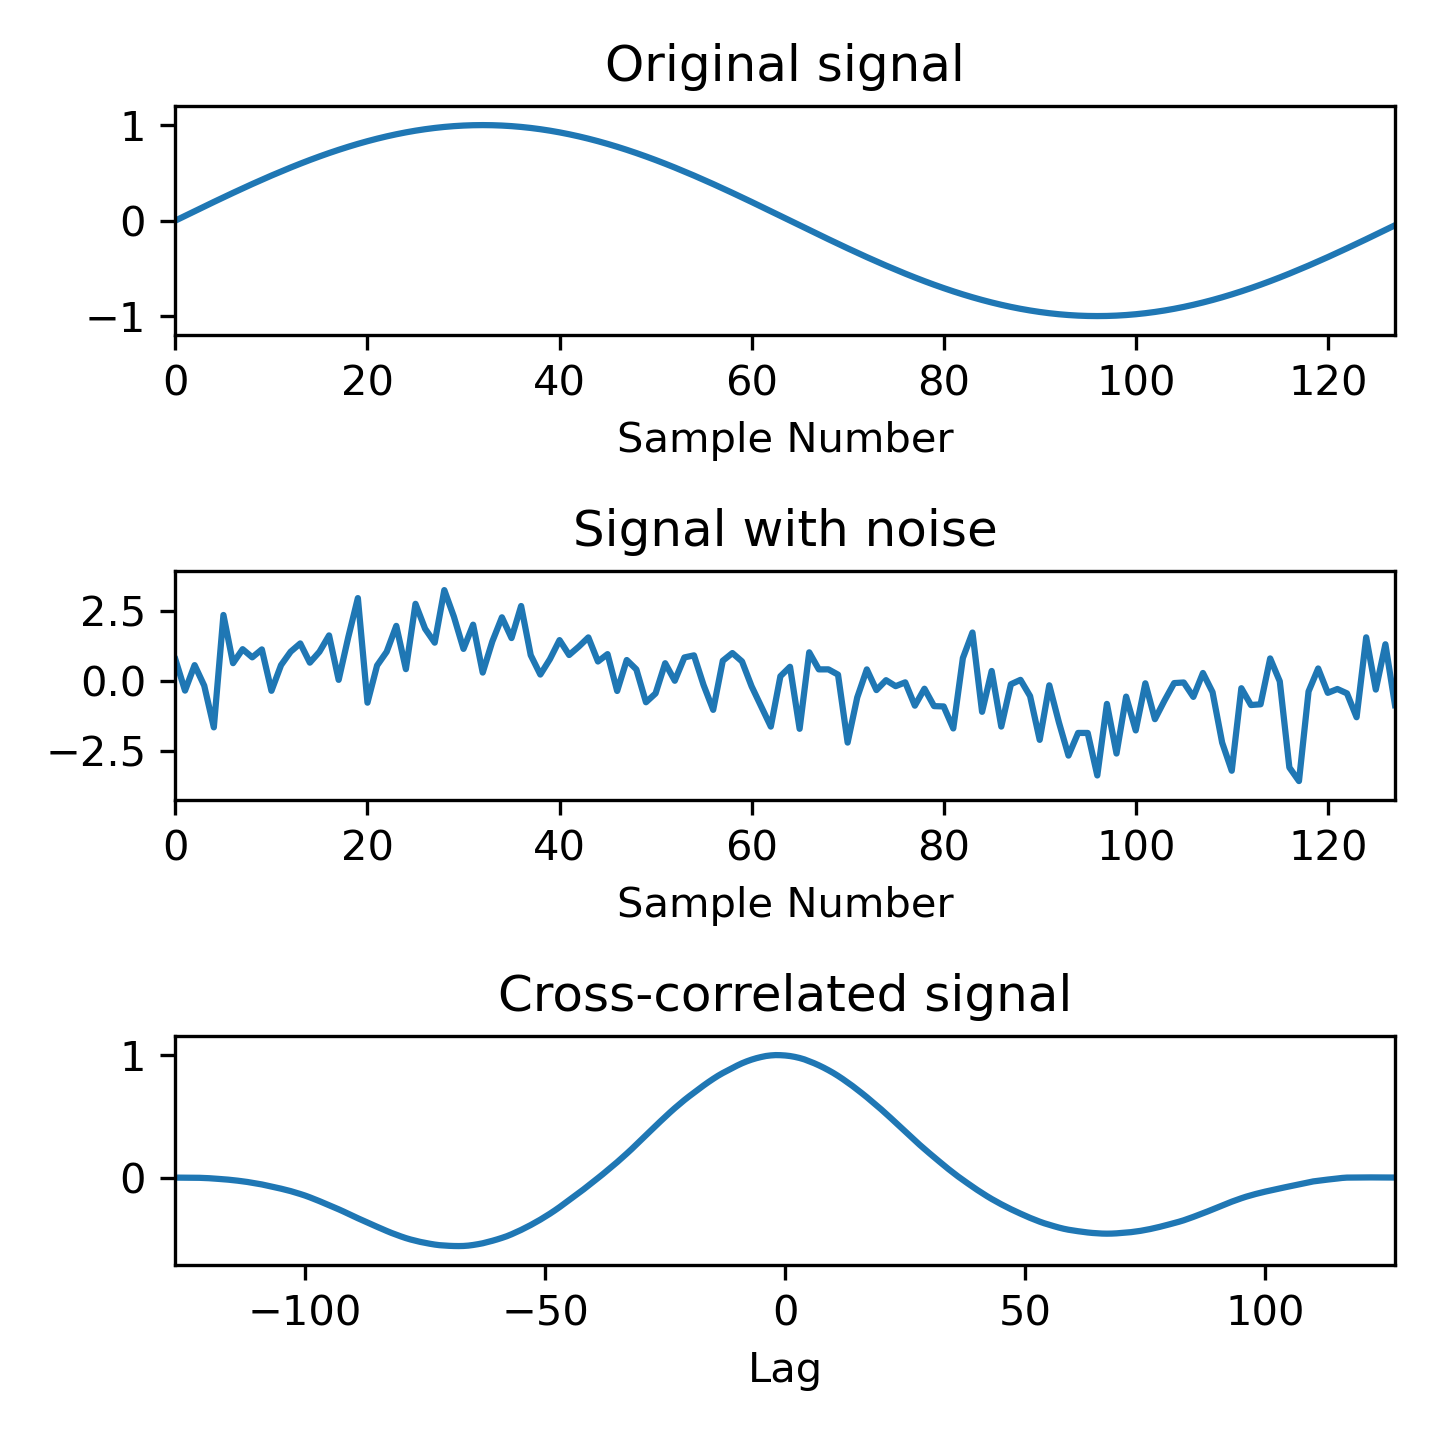 Original signal
1
0
−1
0 20 40 60 80 100 120
Sample Number
Signal with noise
2.5
0.0
−2.5
0 20 40 60 80 100 120
Sample Number
Cross-correlated signal
1
0
−100 −50 0 50 100
Lag